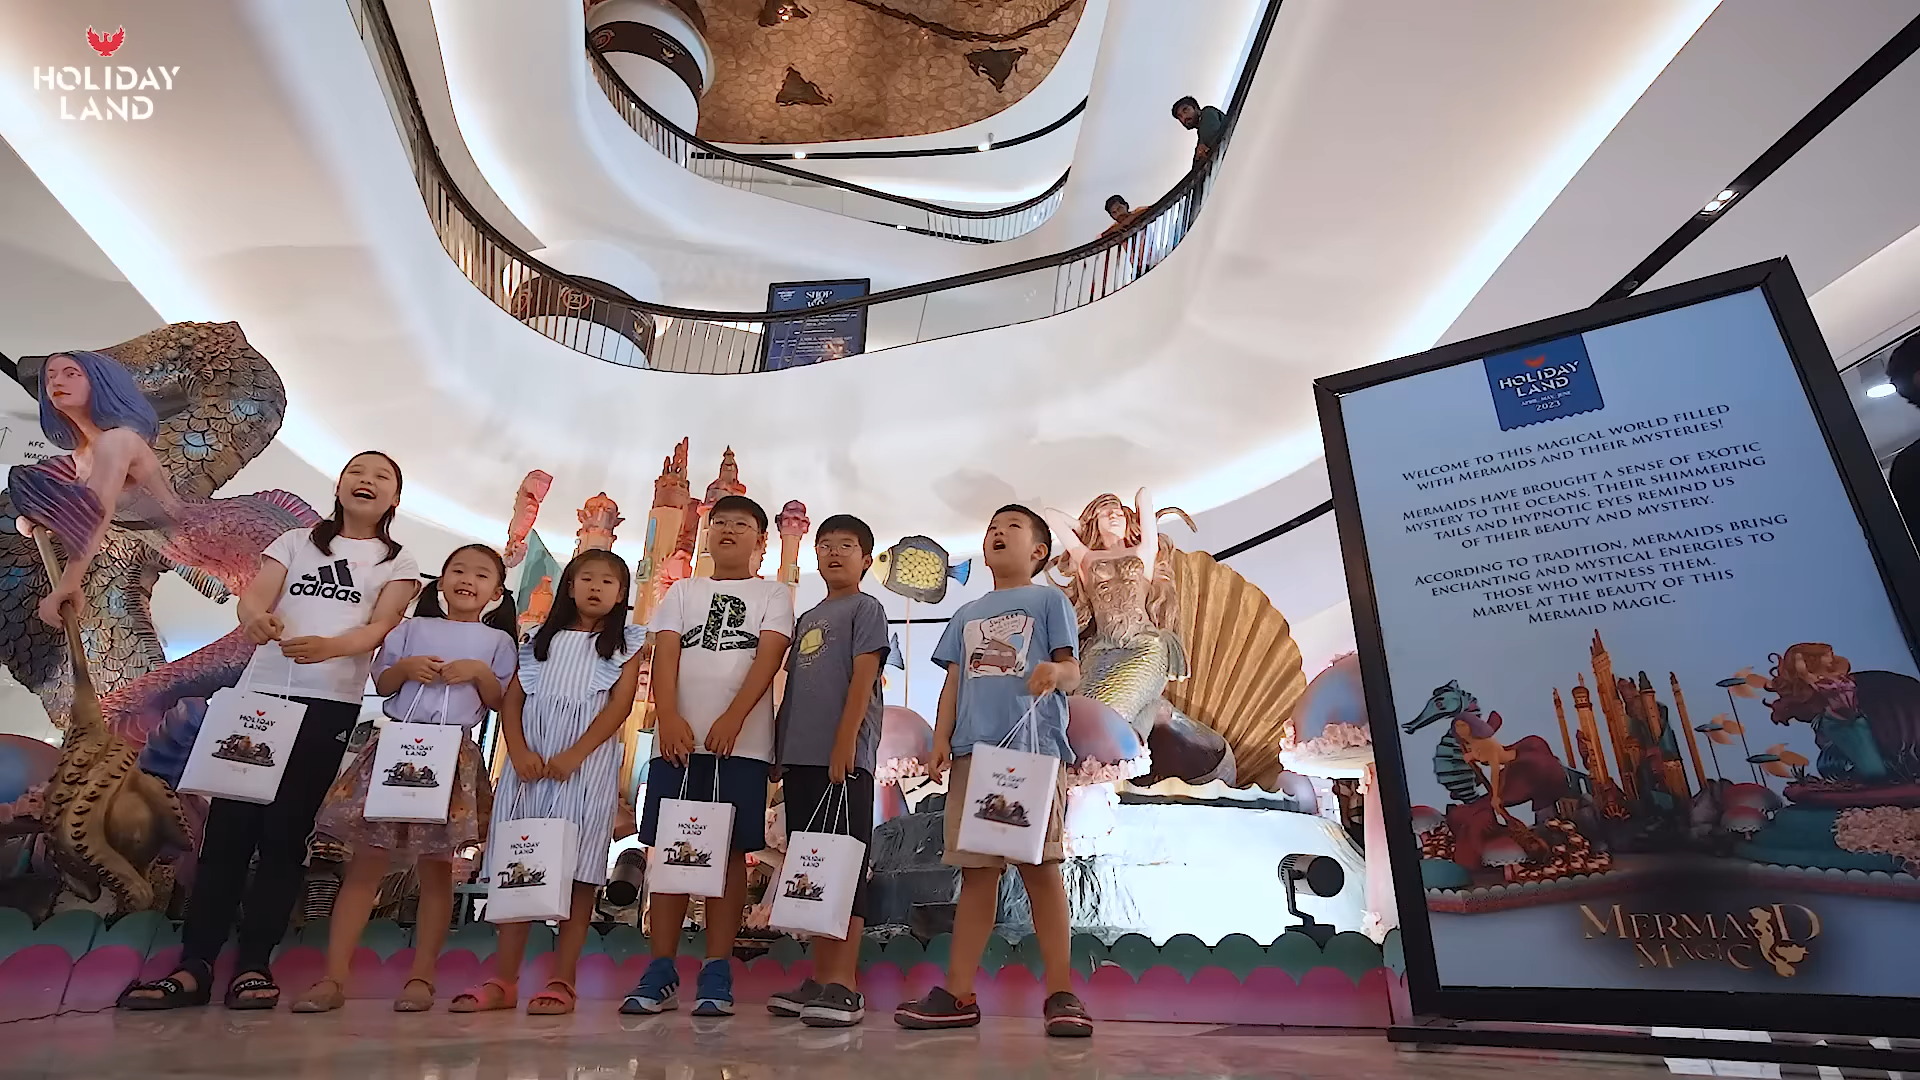 HOLIDAY
LAND
KFC
SHOP
adidas
HOLIDAY
LAND
HOLIDAY
LAND
HOLIDAY
LAND
HOLIDAY
LAND
HOLIDAY
LAND
HOLIDAY
LAND
HOLIDAY
LAND
APRIL, MAY, JUNE
2023
WELCOME TO THIS MAGICAL WORLD FILLED
WITH MERMAIDS AND THEIR MYSTERIES!
MERMAIDS HAVE BROUGHT A SENSE OF EXOTIC
MYSTERY TO THE OCEANS. THEIR SHIMMERING
TAILS AND HYPNOTIC EYES REMIND US
OF THEIR BEAUTY AND MYSTERY.
ACCORDING TO TRADITION, MERMAIDS BRING
ENCHANTING AND MYSTICAL ENERGIES TO
THOSE WHO WITNESS THEM.
MARVEL AT THE BEAUTY OF THIS
MERMAID MAGIC.
MERMAID
MAGIC
adidas